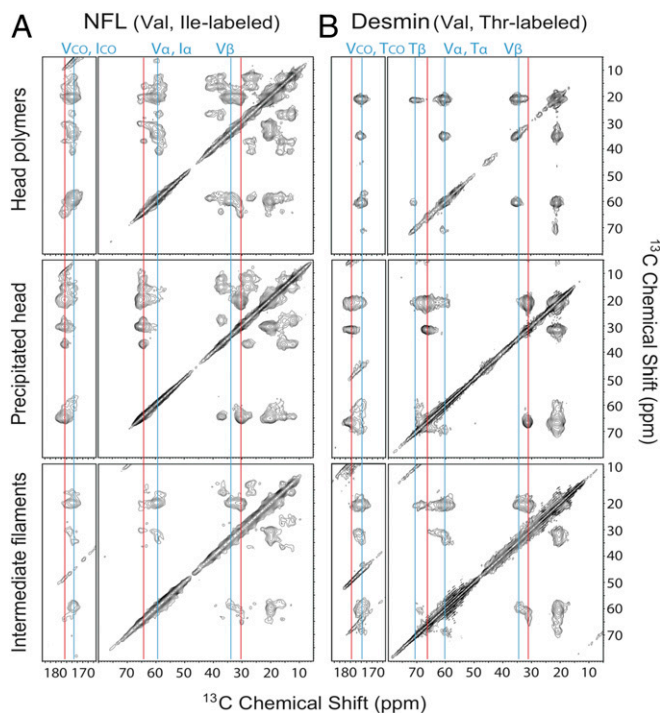 A NFL (Val, Ile-labeled) B Desmin (Val, Thr-labeled)
VCO, ICO Vα, Iα Vβ VCO, TCO Tβ Vα, Tα Vβ
Head polymers
10
20
30
40
50
60
70
Precipitated head
10
20
30
40
50
60
70
Intermediate filaments
10
20
30
40
50
60
70
180 170 60 50 40 30 20 10 180 170 70 60 50 40 30 20 10
13C Chemical Shift (ppm)
13C Chemical Shift (ppm)